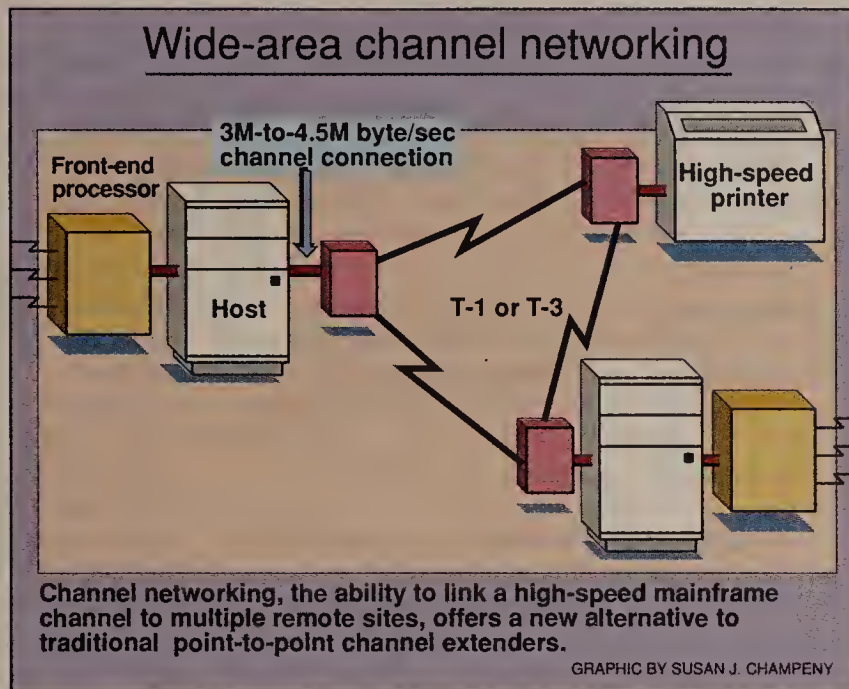 Wide-area channel networking
3M-to-4.5M byte/sec
channel connection
Front-end
processor
High-speed
printer
Host
T-1 or T-3
Channel networking, the ability to link a high-speed mainframe
channel to multiple remote sites, offers a new alternative to
traditional point-to-point channel extenders.
GRAPHIC BY SUSAN J. CHAMPENY